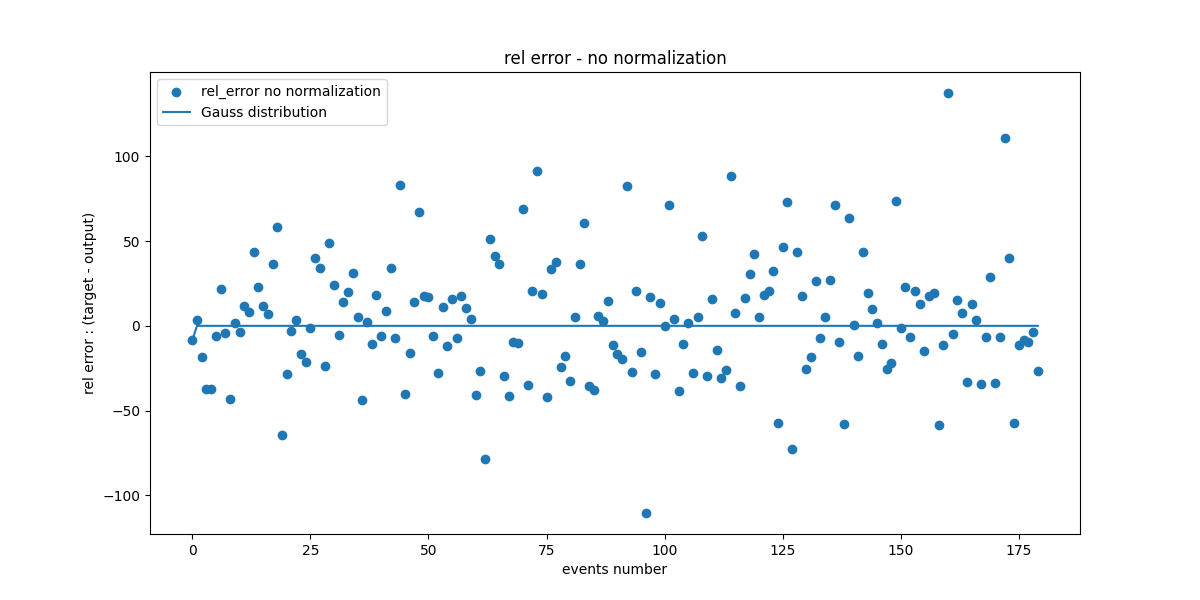 rel error - no normalization
rel_error no normalization
Gauss distribution
rel error : (target - output)
100
50
0
−50
−100
0 25 50 75 100 125 150 175
events number